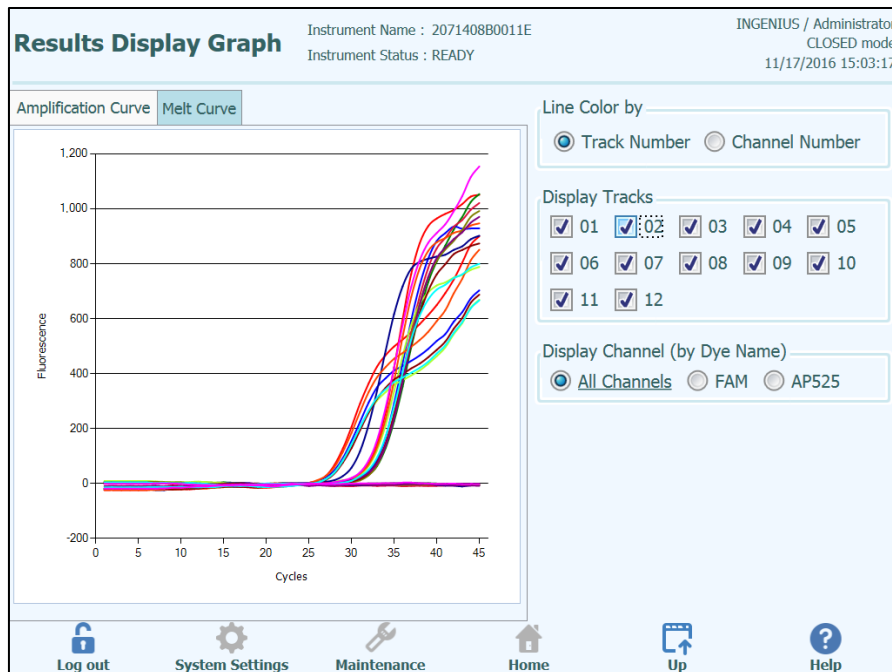 Results Display Graph
Instrument Name : 2071408B0011E
Instrument Status : READY
INGENIUS / Administrator
CLOSED mode
11/17/2016 15:03:17
Amplification Curve
Melt Curve
1,200
1,000
800
600
400
200
0
-200
Fluorescence
0 5 10 15 20 25 30 35 40 45
Cycles
Line Color by
Track Number Channel Number
Display Tracks
01 02 03 04 05
06 07 08 09 10
11 12
Display Channel (by Dye Name)
All Channels FAM AP525
Log out System Settings Maintenance Home Up Help